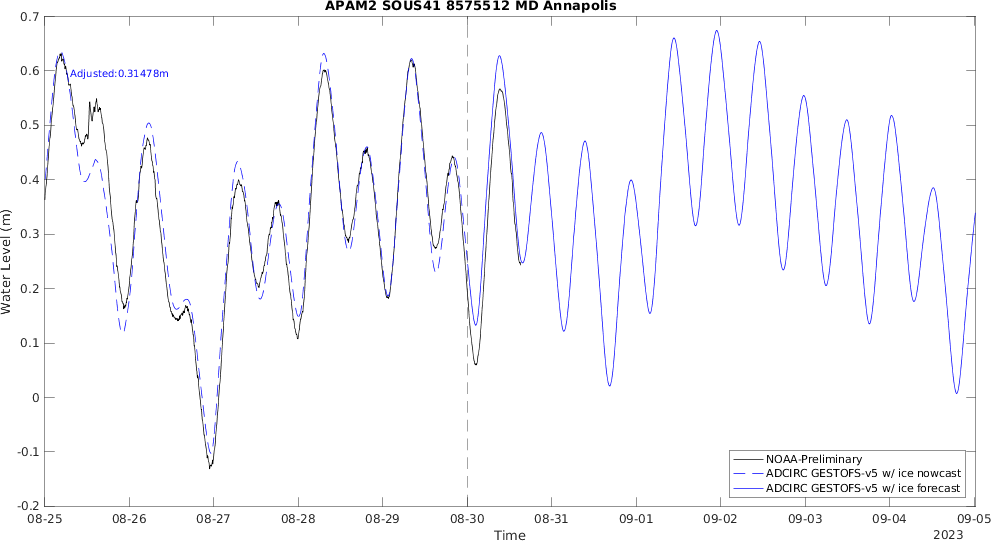 APAM2 SOUS41 8575512 MD Annapolis
0.7
0.6
0.5
0.4
0.3
0.2
0.1
0
-0.1
-0.2
Water Level (m)
Adjusted:0.31478m
NOAA-Preliminary
ADCIRC GESTOFS-v5 w/ ice nowcast
ADCIRC GESTOFS-v5 w/ ice forecast
08-25 08-26 08-27 08-28 08-29 08-30 08-31 09-01 09-02 09-03 09-04 09-05
Time
2023